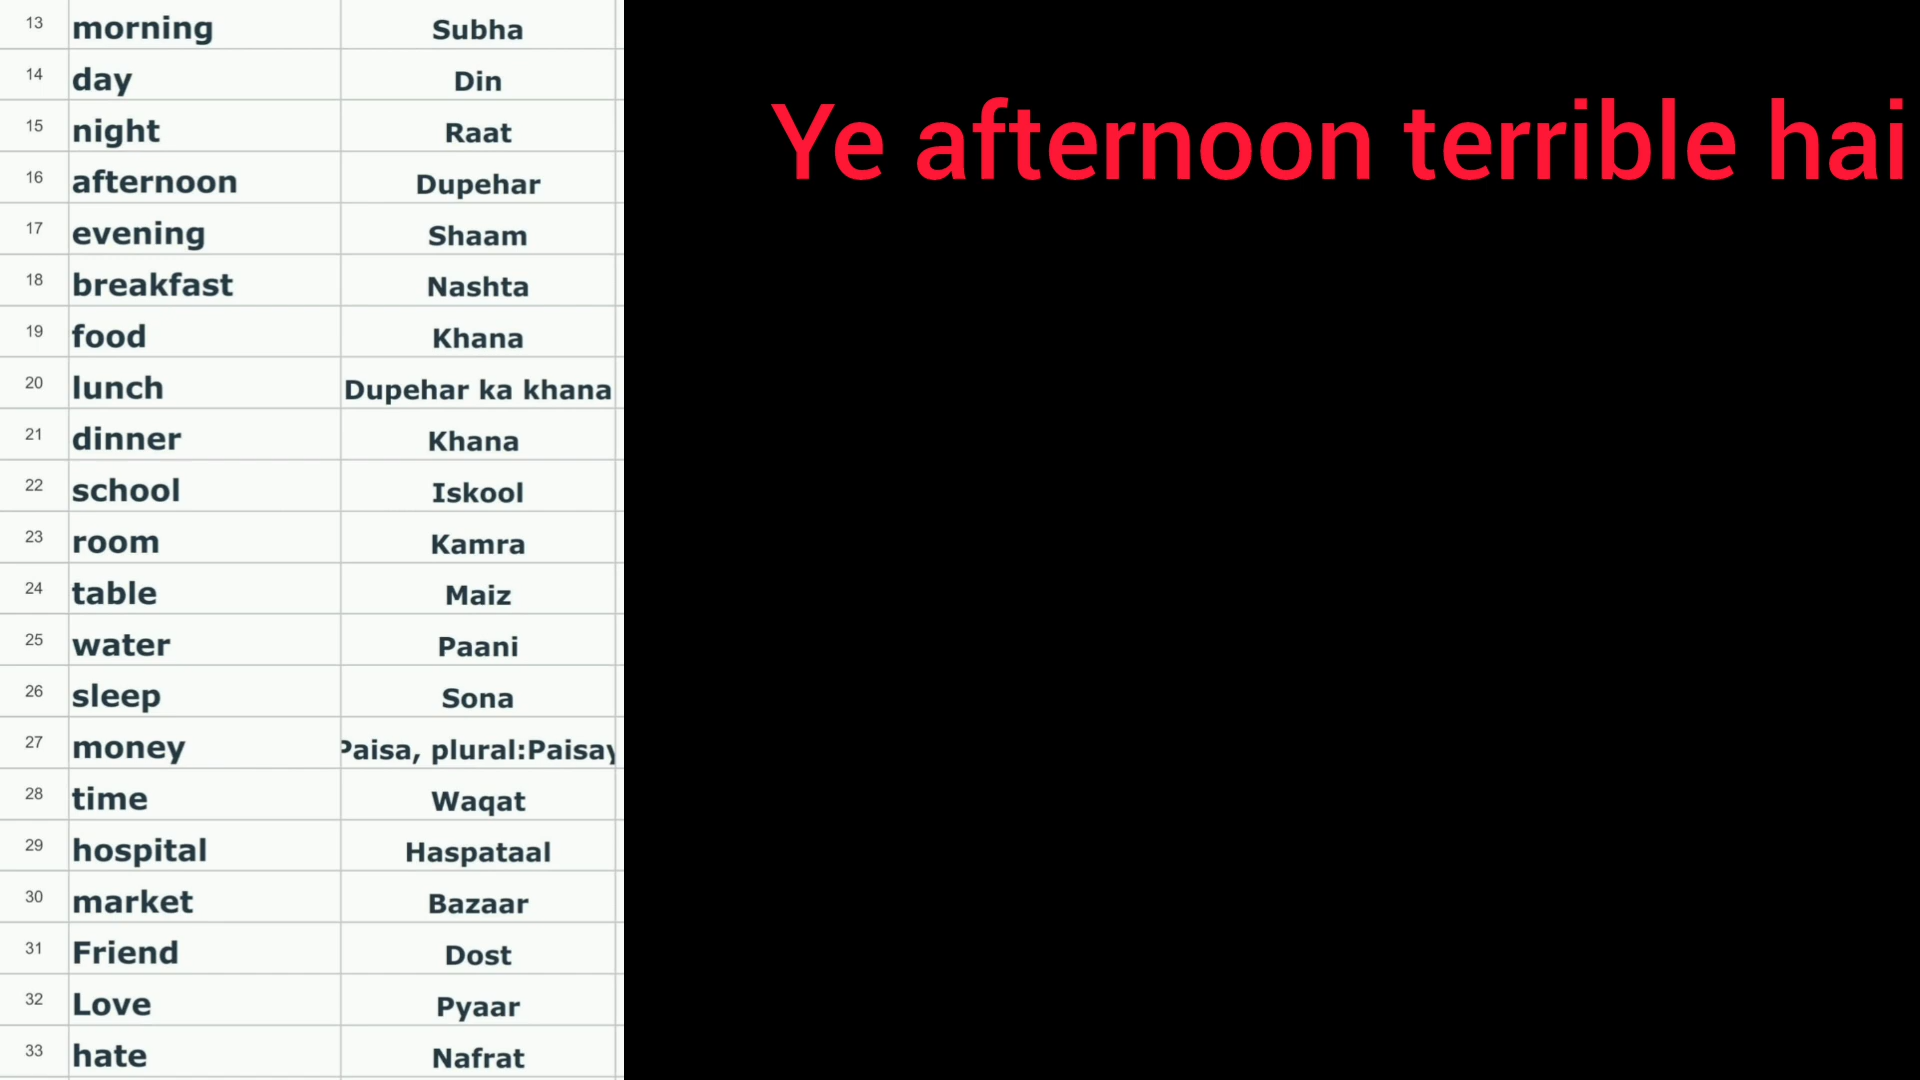 13 morning Subha
14 day Din
15 night Raat
16 afternoon Dupehar
17 evening Shaam
18 breakfast Nashta
19 food Khana
20 lunch Dupehar ka khana
21 dinner Khana
22 school Iskool
23 room Kamra
24 table Maiz
25 water Paani
26 sleep Sona
27 money Paisa, plural:Paisay
28 time Waqat
29 hospital Haspataal
30 market Bazaar
31 Friend Dost
32 Love Pyaar
33 hate Nafrat
Ye afternoon terrible hai